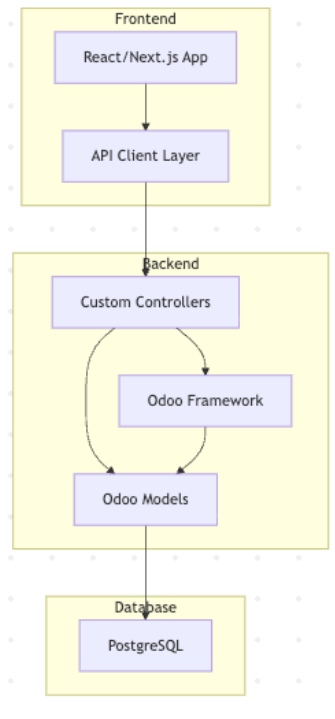 Frontend
React/Next.js App
API Client Layer
Backend
Custom Controllers
Odoo Framework
Odoo Models
Database
PostgreSQL